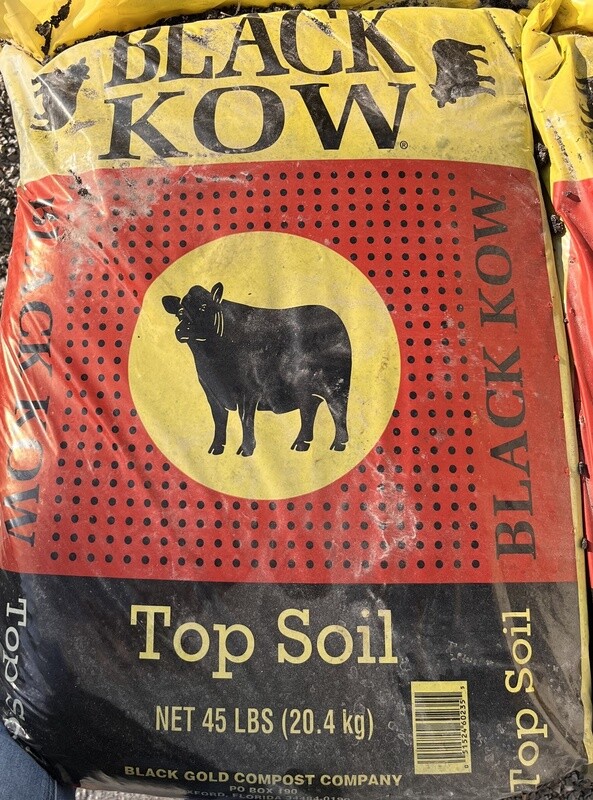 BLACK
KOW®
BLACK KOW
BLACK KOW
Top Soil
NET 45 LBS (20.4 kg)
Top Soil
Top
BLACK GOLD COMPOST COMPANY
PO BOX 190
FLORIDA